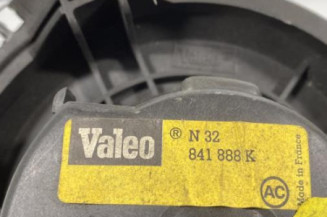 Valeo ® N 32
841 888 K
AC
Made in France